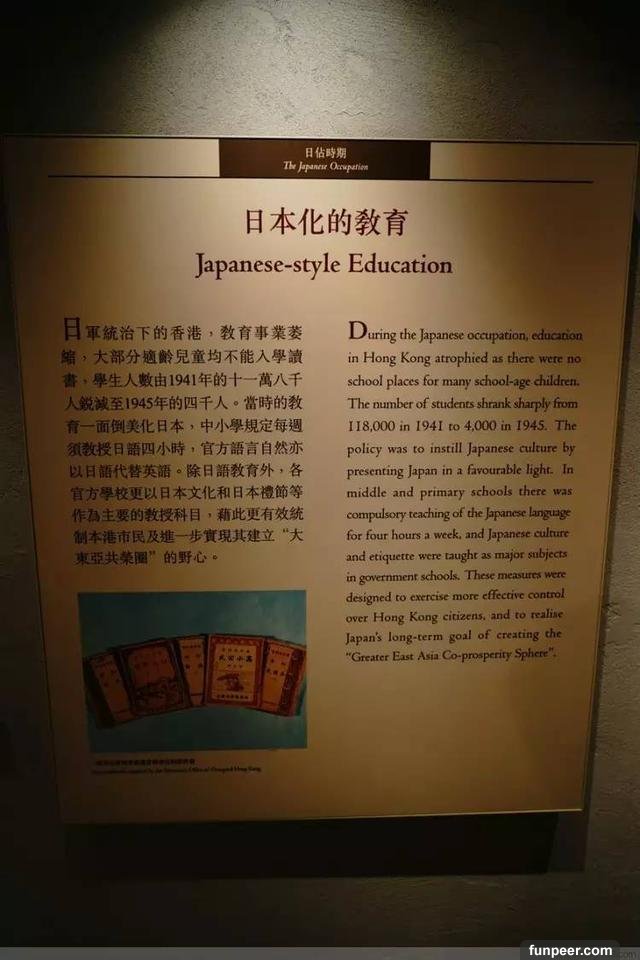 日佔時期
The Japanese Occupation
日本化的教育
Japanese-style Education
日軍統治下的香港，教育事業萎
縮，大部分適齡兒童均不能入學讀
書，學生人數由1941年的十一萬八千
人銳減至1945年的四千人。當時的教
育一面倒美化日本，中小學規定每週
須教授日語四小時，官方語言自然亦
以日語代替英語。除日語教育外，各
官方學校更以日本文化和日本禮節等
作為主要的教授科目，藉此更有效統
制本港市民及進一步實現其建立“大
東亞共榮圈”的野心。
During the Japanese occupation, education
in Hong Kong atrophied as there were no
school places for many school-age children.
The number of students shrank sharply from
118,000 in 1941 to 4,000 in 1945. The
policy was to instill Japanese culture by
presenting Japan in a favourable light. In
middle and primary schools there was
compulsory teaching of the Japanese language
for four hours a week, and Japanese culture
and etiquette were taught as major subjects
in government schools. These measures were
designed to exercise more effective control
over Hong Kong citizens, and to realise
Japan's long-term goal of creating the
“Greater East Asia Co-prosperity Sphere”.
funpeer.com